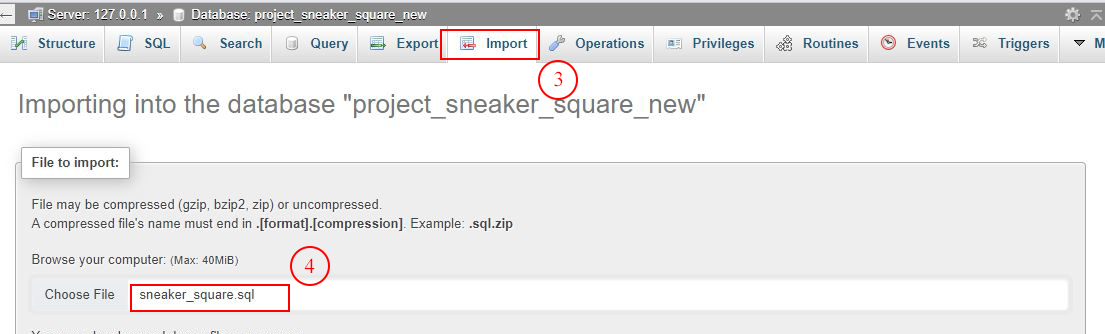 Server: 127.0.0.1 » Database: project_sneaker_square_new
Structure SQL Search Query Export Import Operations Privileges Routines Events Triggers M
3
Importing into the database "project_sneaker_square_new"
File to import:
File may be compressed (gzip, bzip2, zip) or uncompressed.
A compressed file's name must end in .[format].[compression]. Example: .sql.zip
4
Browse your computer: (Max: 40MiB)
Choose File sneaker_square.sql